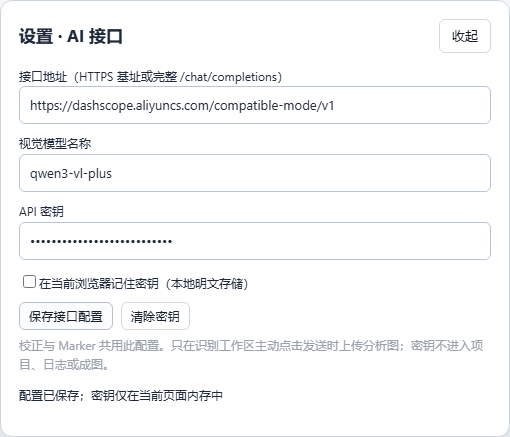 设置 · AI 接口
收起
接口地址（HTTPS 基址或完整 /chat/completions）
https://dashscope.aliyuncs.com/compatible-mode/v1
视觉模型名称
qwen3-vl-plus
API 密钥
•••••••••••••••••••••••••••
在当前浏览器记住密钥（本地明文存储）
保存接口配置
清除密钥
校正与 Marker 共用此配置。只在识别工作区主动点击发送时上传分析图；密钥不进入项
目、日志或成图。
配置已保存；密钥仅在当前页面内存中